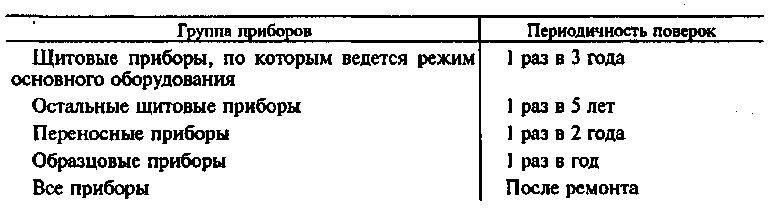 Группа приборов Периодичность поверок
Щитовые приборы, по которым ведется режим 1 раз в 3 года
основного оборудования
Остальные щитовые приборы 1 раз в 5 лет
Переносные приборы 1 раз в 2 года
Образцовые приборы 1 раз в год
Все приборы После ремонта